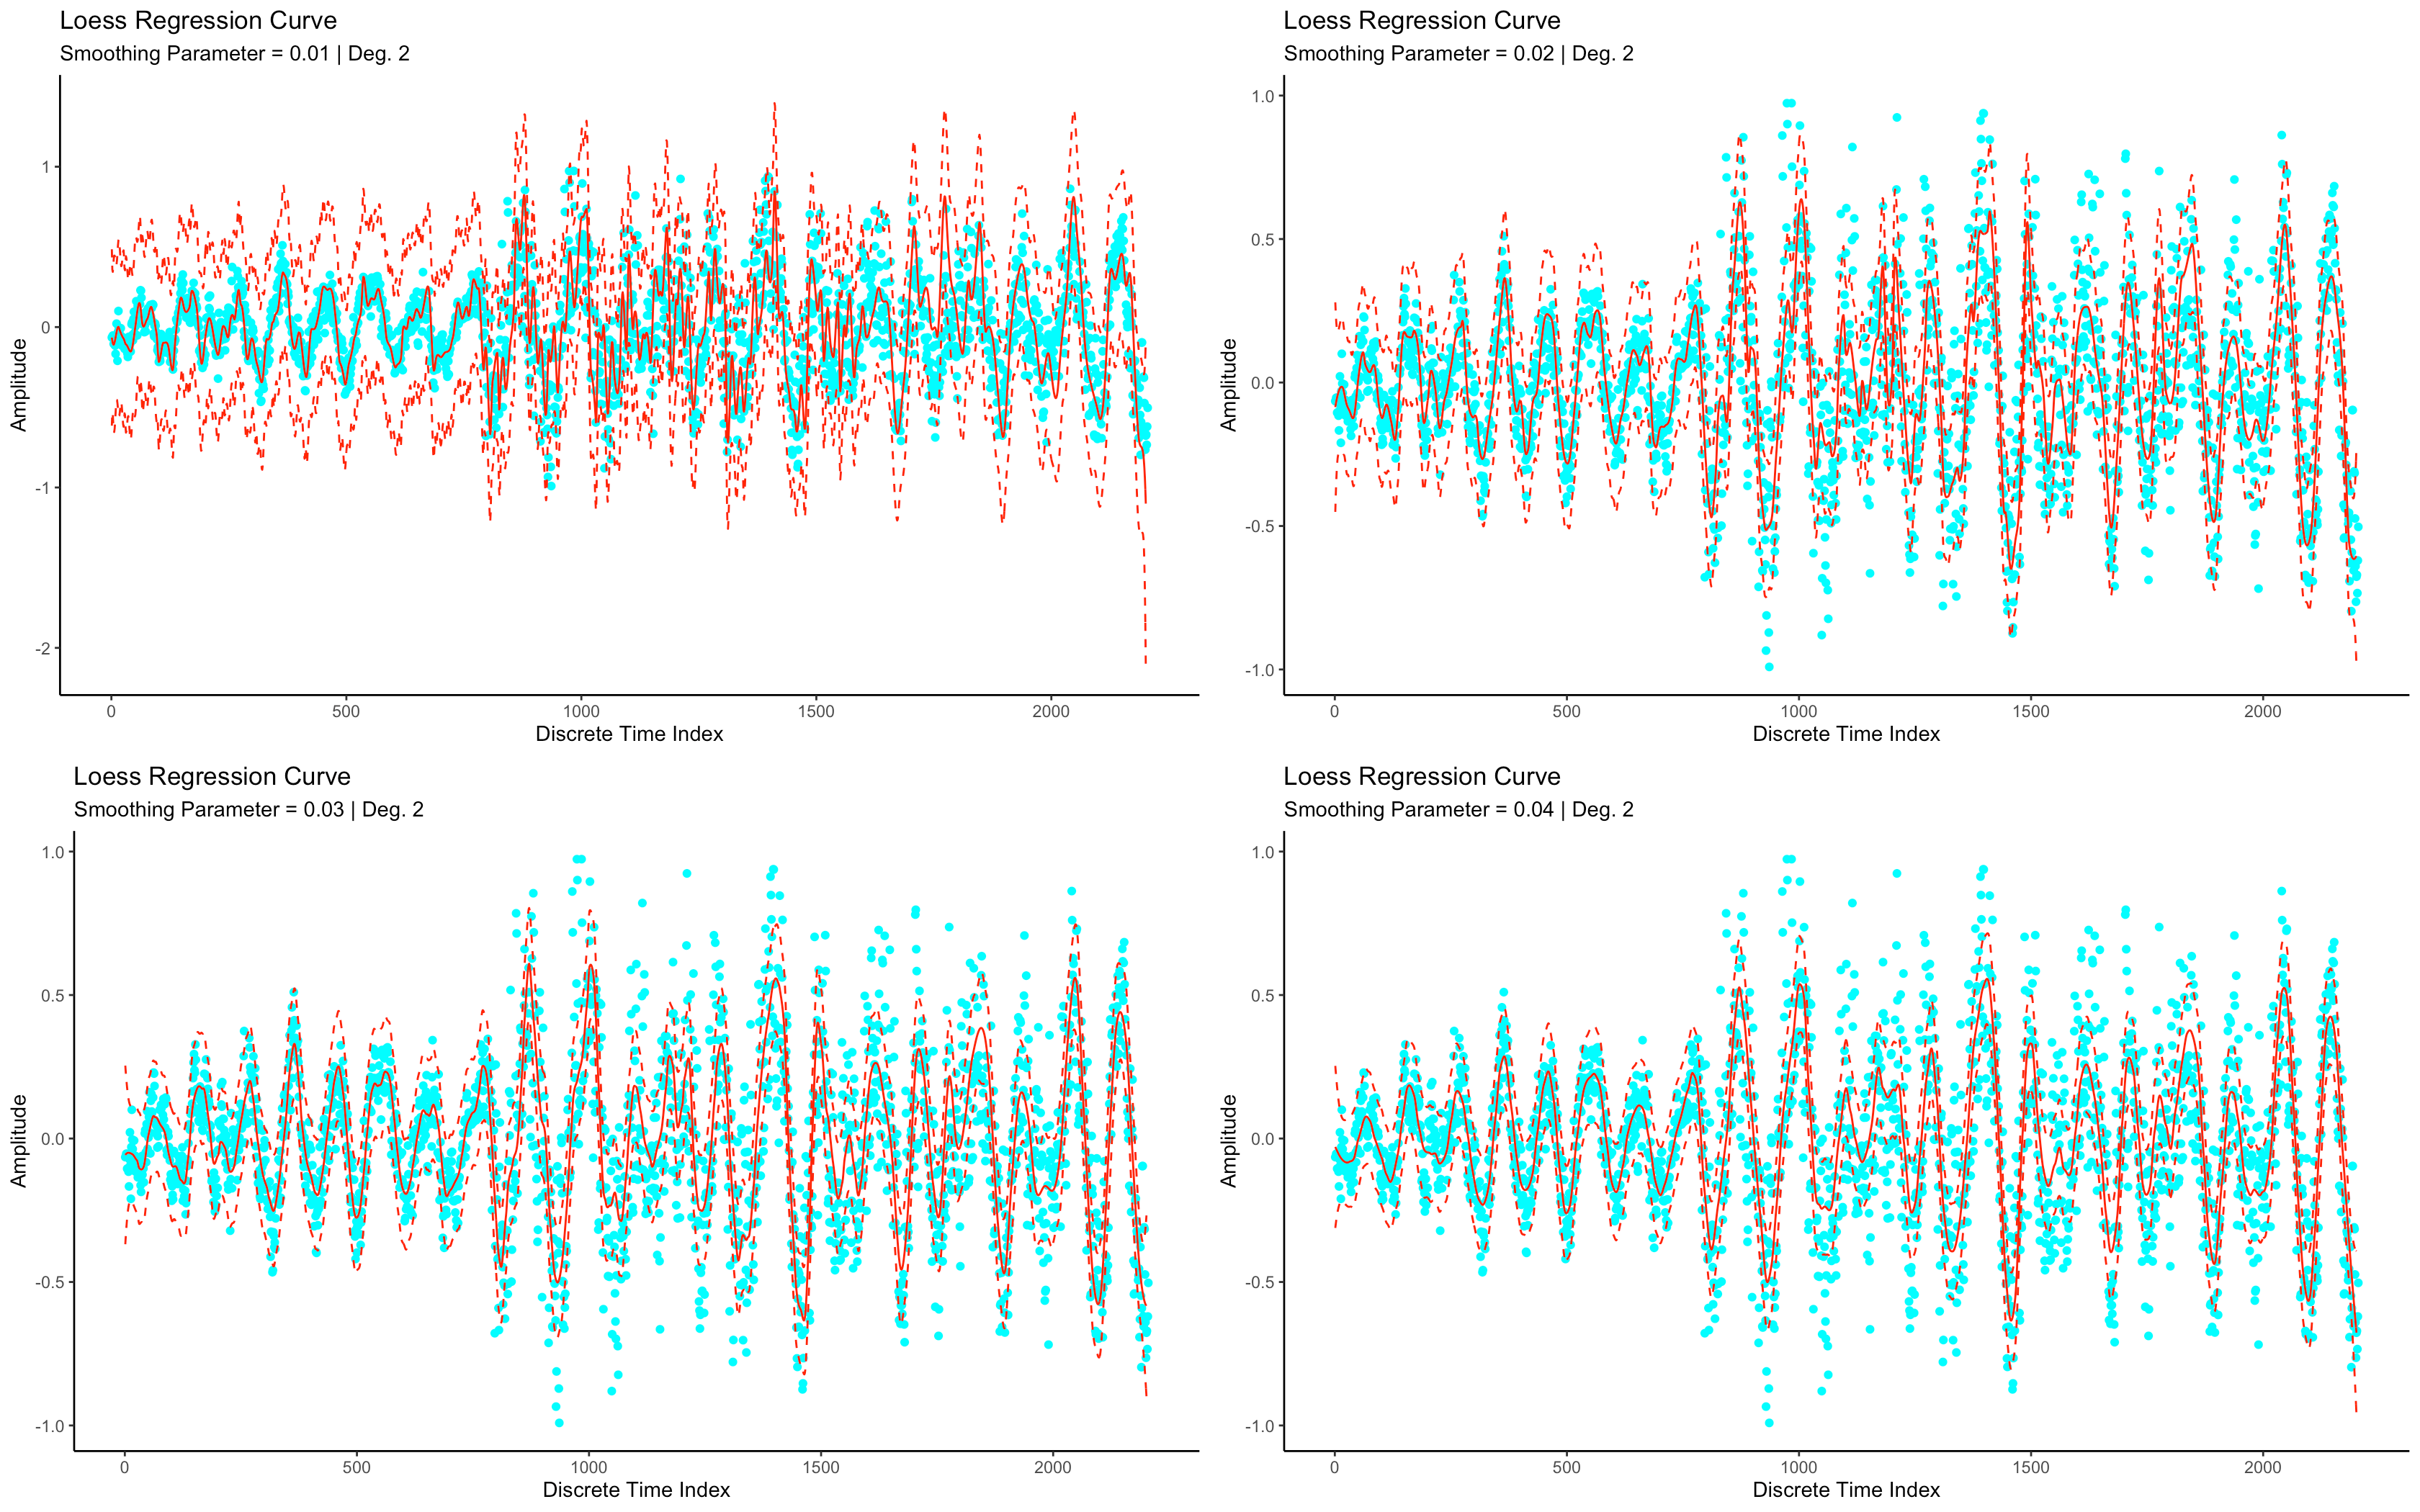 Loess Regression Curve
Smoothing Parameter = 0.01 | Deg. 2
Amplitude
1
0
-1
-2
0 500 1000 1500 2000
Discrete Time Index
Loess Regression Curve
Smoothing Parameter = 0.02 | Deg. 2
Amplitude
1.0
0.5
0.0
-0.5
-1.0
0 500 1000 1500 2000
Discrete Time Index
Loess Regression Curve
Smoothing Parameter = 0.03 | Deg. 2
Amplitude
1.0
0.5
0.0
-0.5
-1.0
0 500 1000 1500 2000
Discrete Time Index
Loess Regression Curve
Smoothing Parameter = 0.04 | Deg. 2
Amplitude
1.0
0.5
0.0
-0.5
-1.0
0 500 1000 1500 2000
Discrete Time Index